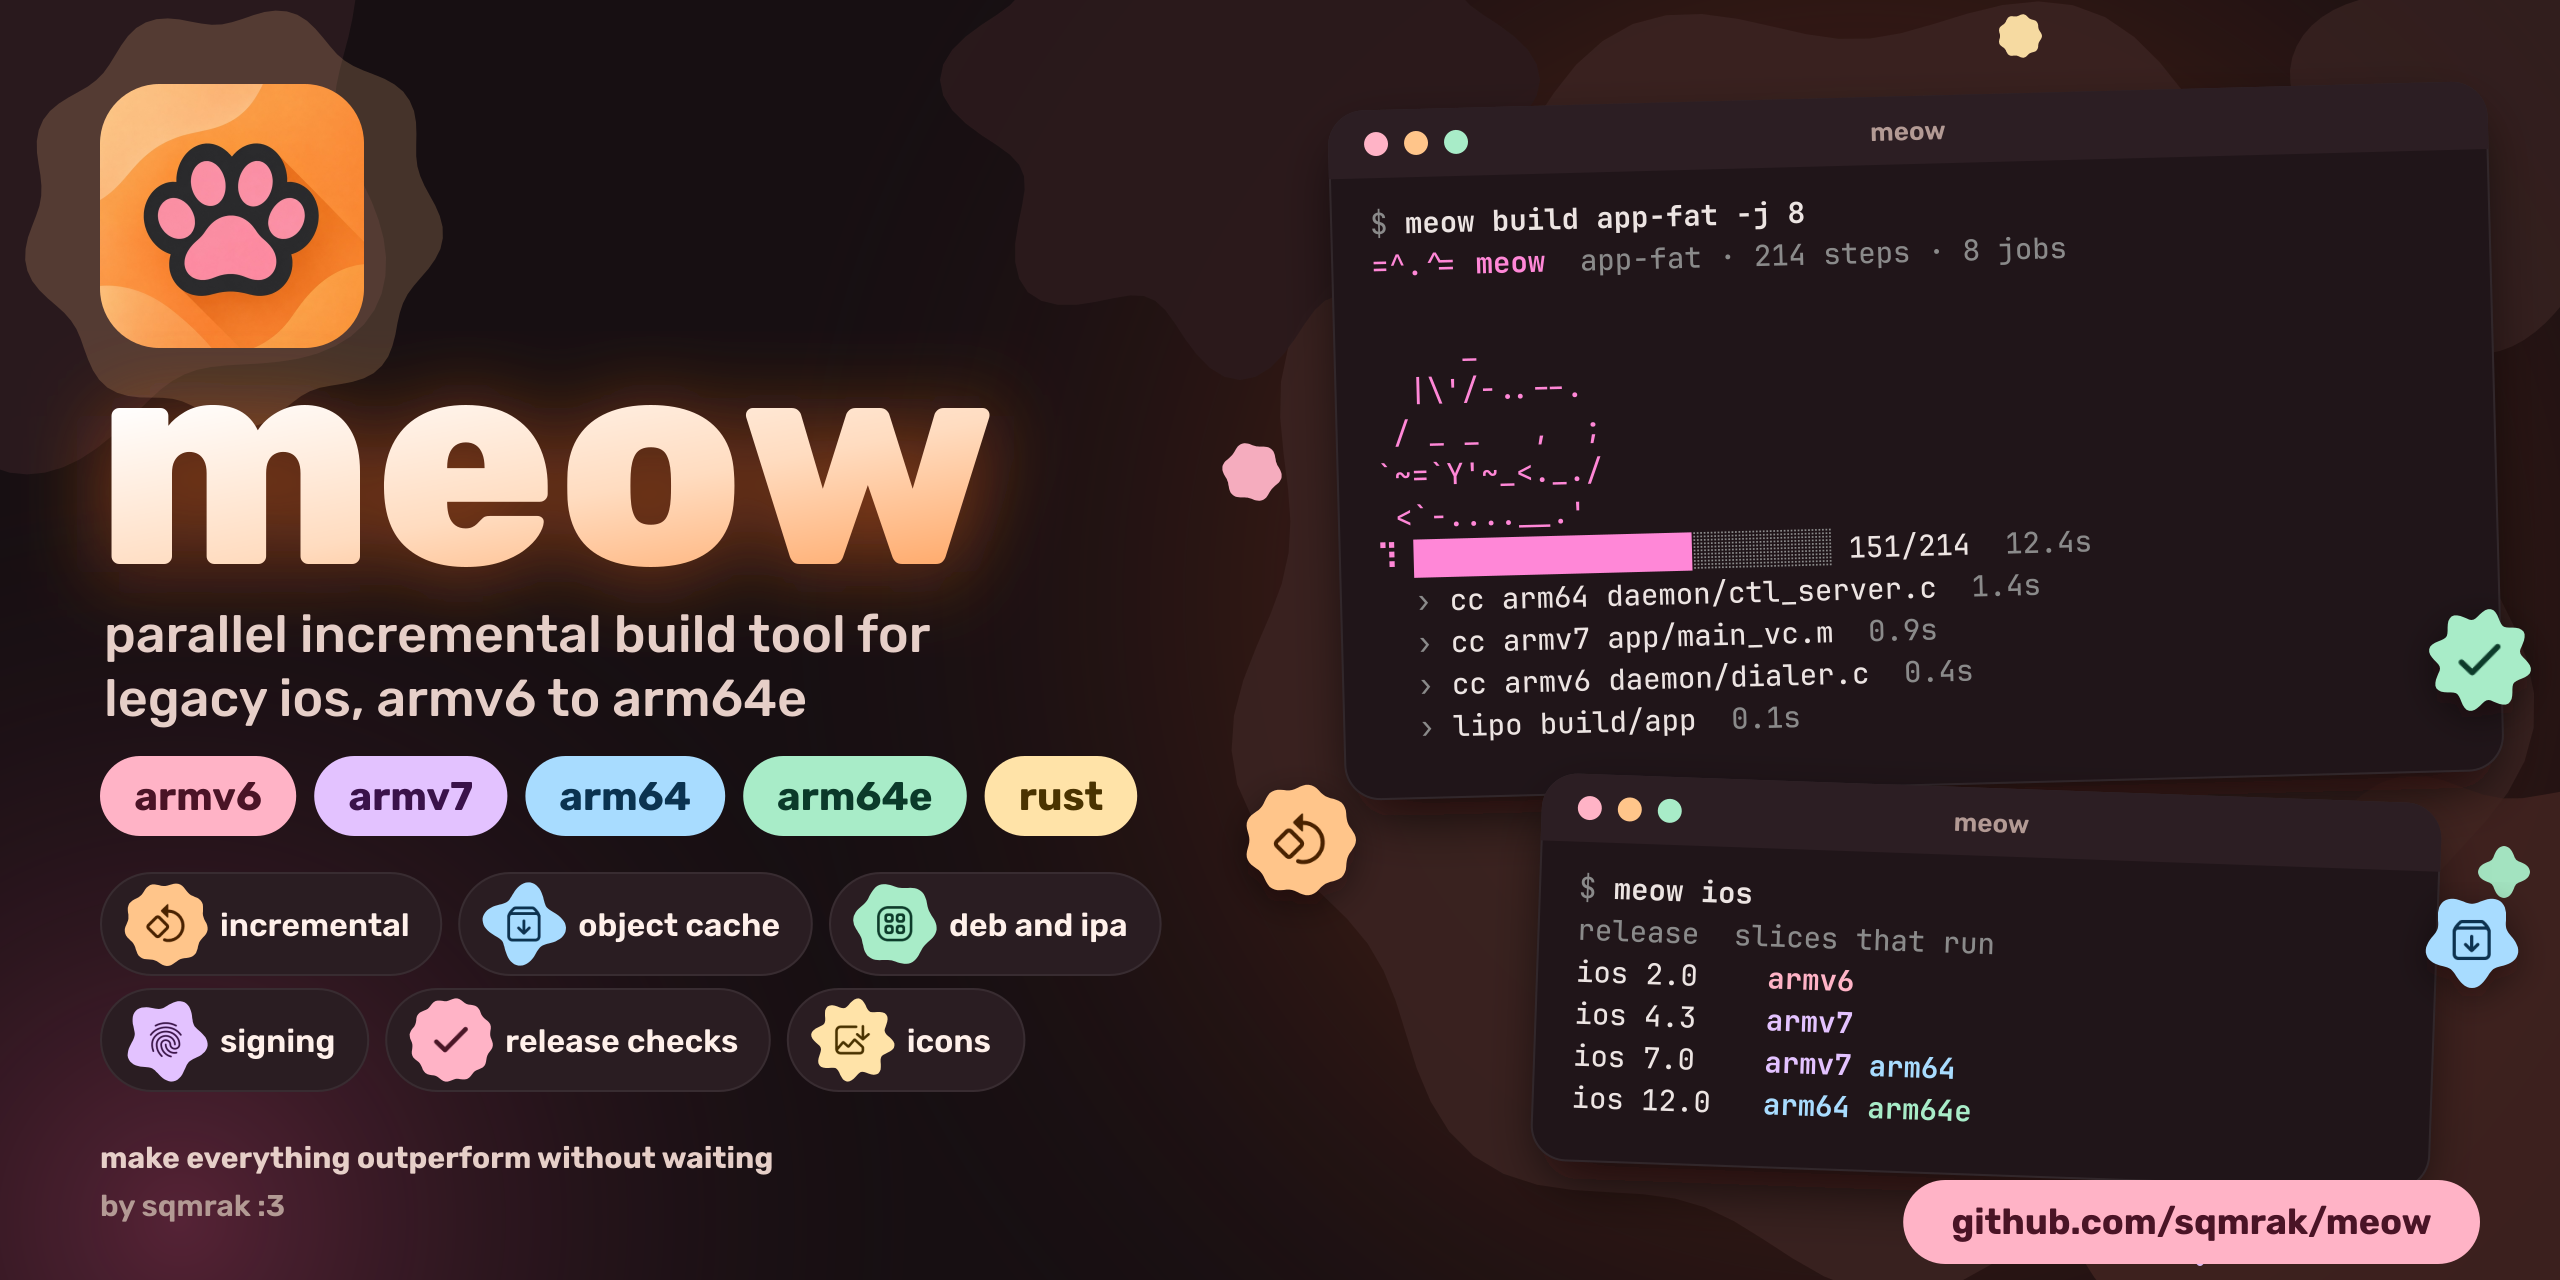 meow
parallel incremental build tool for
legacy ios, armv6 to arm64e
armv6 armv7 arm64 arm64e rust
incremental object cache deb and ipa
signing release checks icons
make everything outperform without waiting
by sqmrak :3
meow
$ meow build app-fat -j 8
=^.^= meow  app-fat · 214 steps · 8 jobs
     _
  |\'/-..--.
 / _ _   ,  ;
`~=`Y'~_<._./
 <`-....__.'
151/214  12.4s
› cc arm64 daemon/ctl_server.c  1.4s
› cc armv7 app/main_vc.m  0.9s
› cc armv6 daemon/dialer.c  0.4s
› lipo build/app  0.1s
meow
$ meow ios
release  slices that run
ios 2.0    armv6
ios 4.3    armv7
ios 7.0    armv7 arm64
ios 12.0   arm64 arm64e
github.com/sqmrak/meow